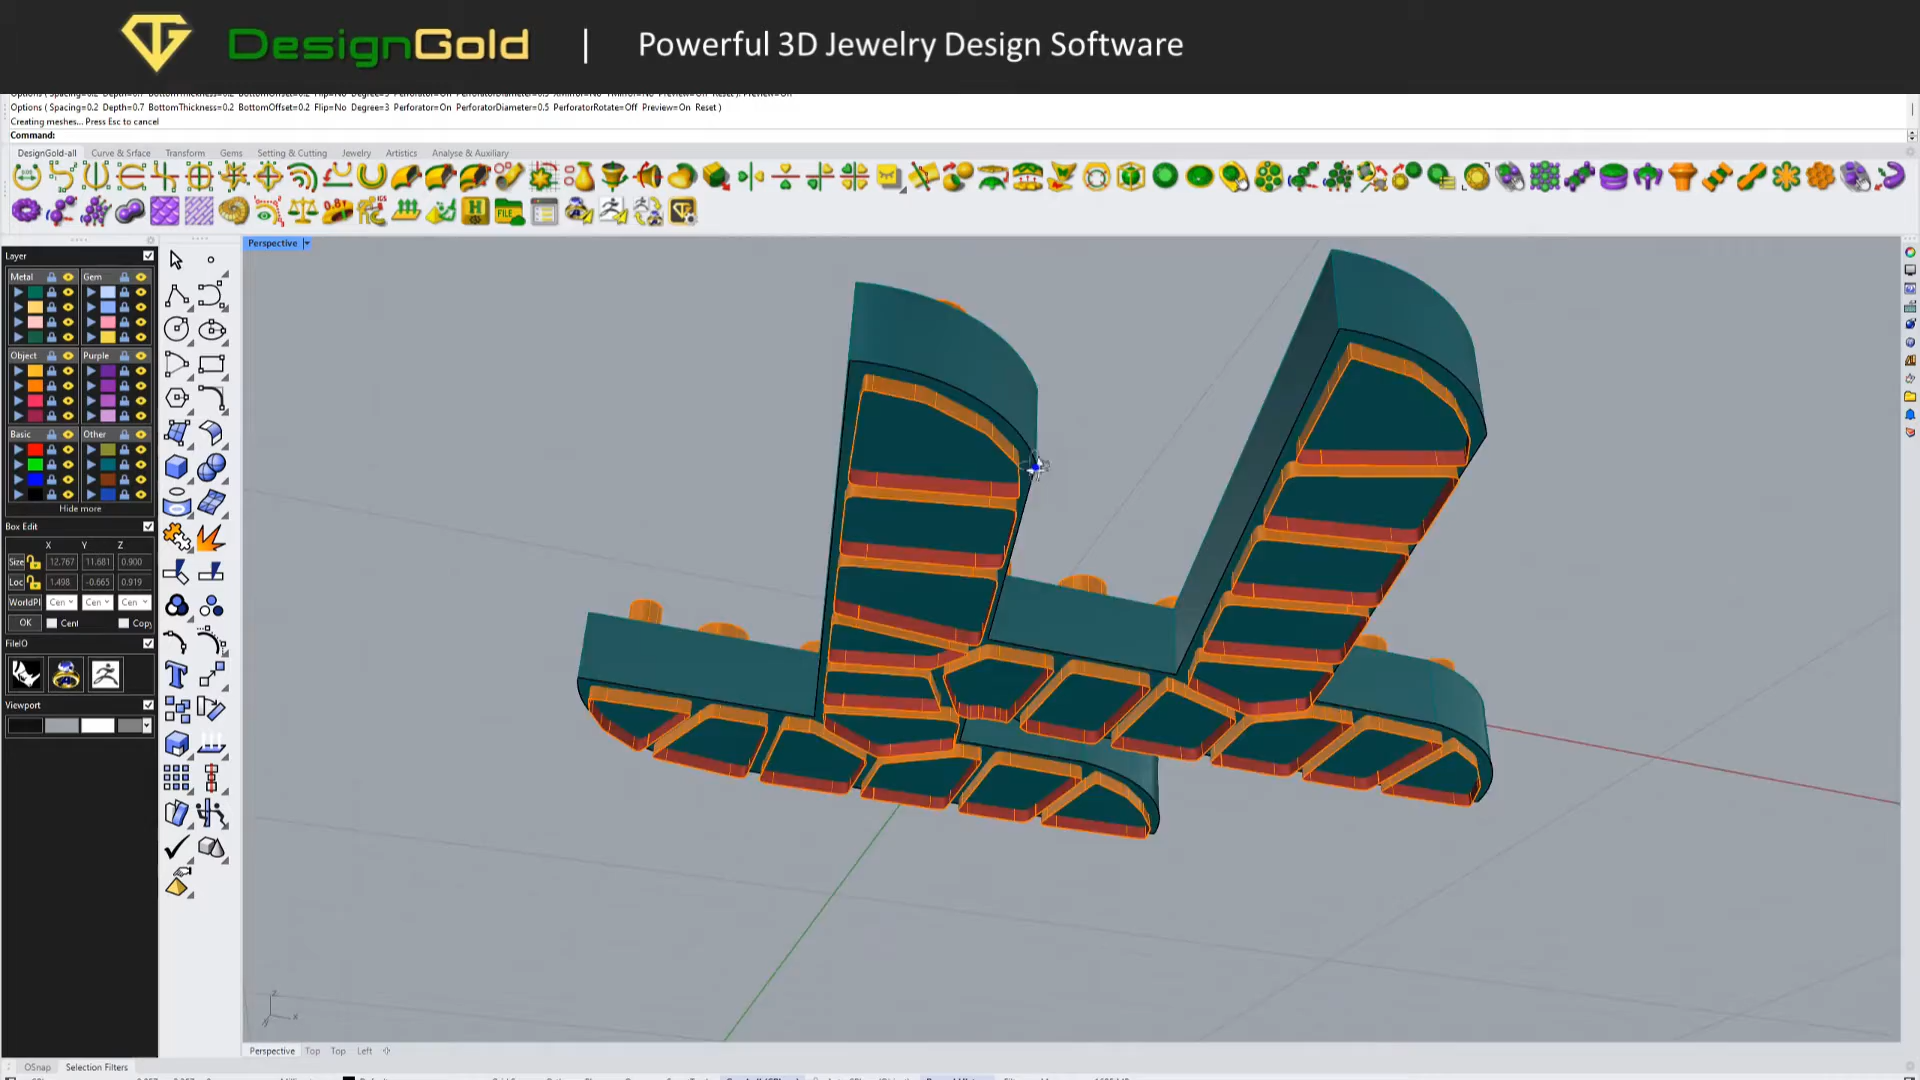 DesignGold | Powerful 3D Jewelry Design Software
Options ( Spacing=0.2 Depth=0.7 BottomThickness=0.2 BottomOffset=0.2 Flip=No Degree=3 Perforator=On PerforatorDiameter=0.5 PerforatorRotate=Off Preview=On Reset )
Creating meshes... Press Esc to cancel
Command:
DesignGold-all Curve & Srface Transform Gems Setting & Cutting Jewelry Artistics Analyse & Auxiliary
Perspective
Layer
Metal Gem
Object Purple
Basic Other
Hide more
Box Edit
X Y Z
Size 12.767 11.681 0.900
Loc 1.498 -0.665 0.919
WorldPl Cen Cen Cen
OK Cent Copy
FileIO
Viewport
FILE
z
x
y
Perspective Top Top Left
OSnap Selection Filters